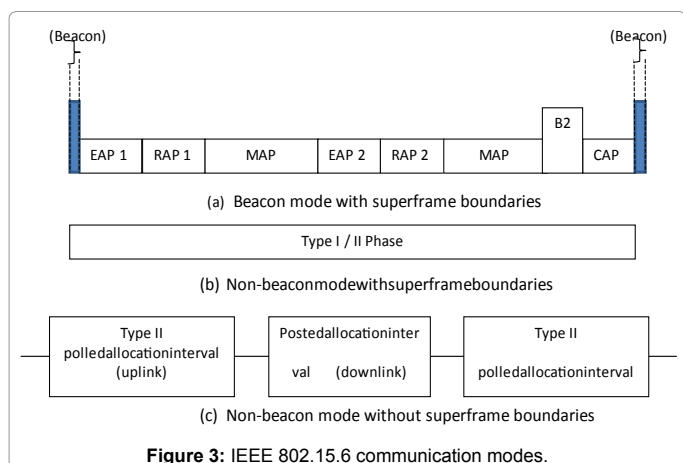 (Beacon) (Beacon)
B2
EAP 1 RAP 1 MAP EAP 2 RAP 2 MAP CAP
(a) Beacon mode with superframe boundaries
Type I / II Phase
(b) Non-beaconmodewithsuperframeboundaries
Type II
polledallocationinterval
(uplink)
Postedallocationinter
val (downlink)
Type II
polledallocationinterval
(c) Non-beacon mode without superframe boundaries
Figure 3: IEEE 802.15.6 communication modes.